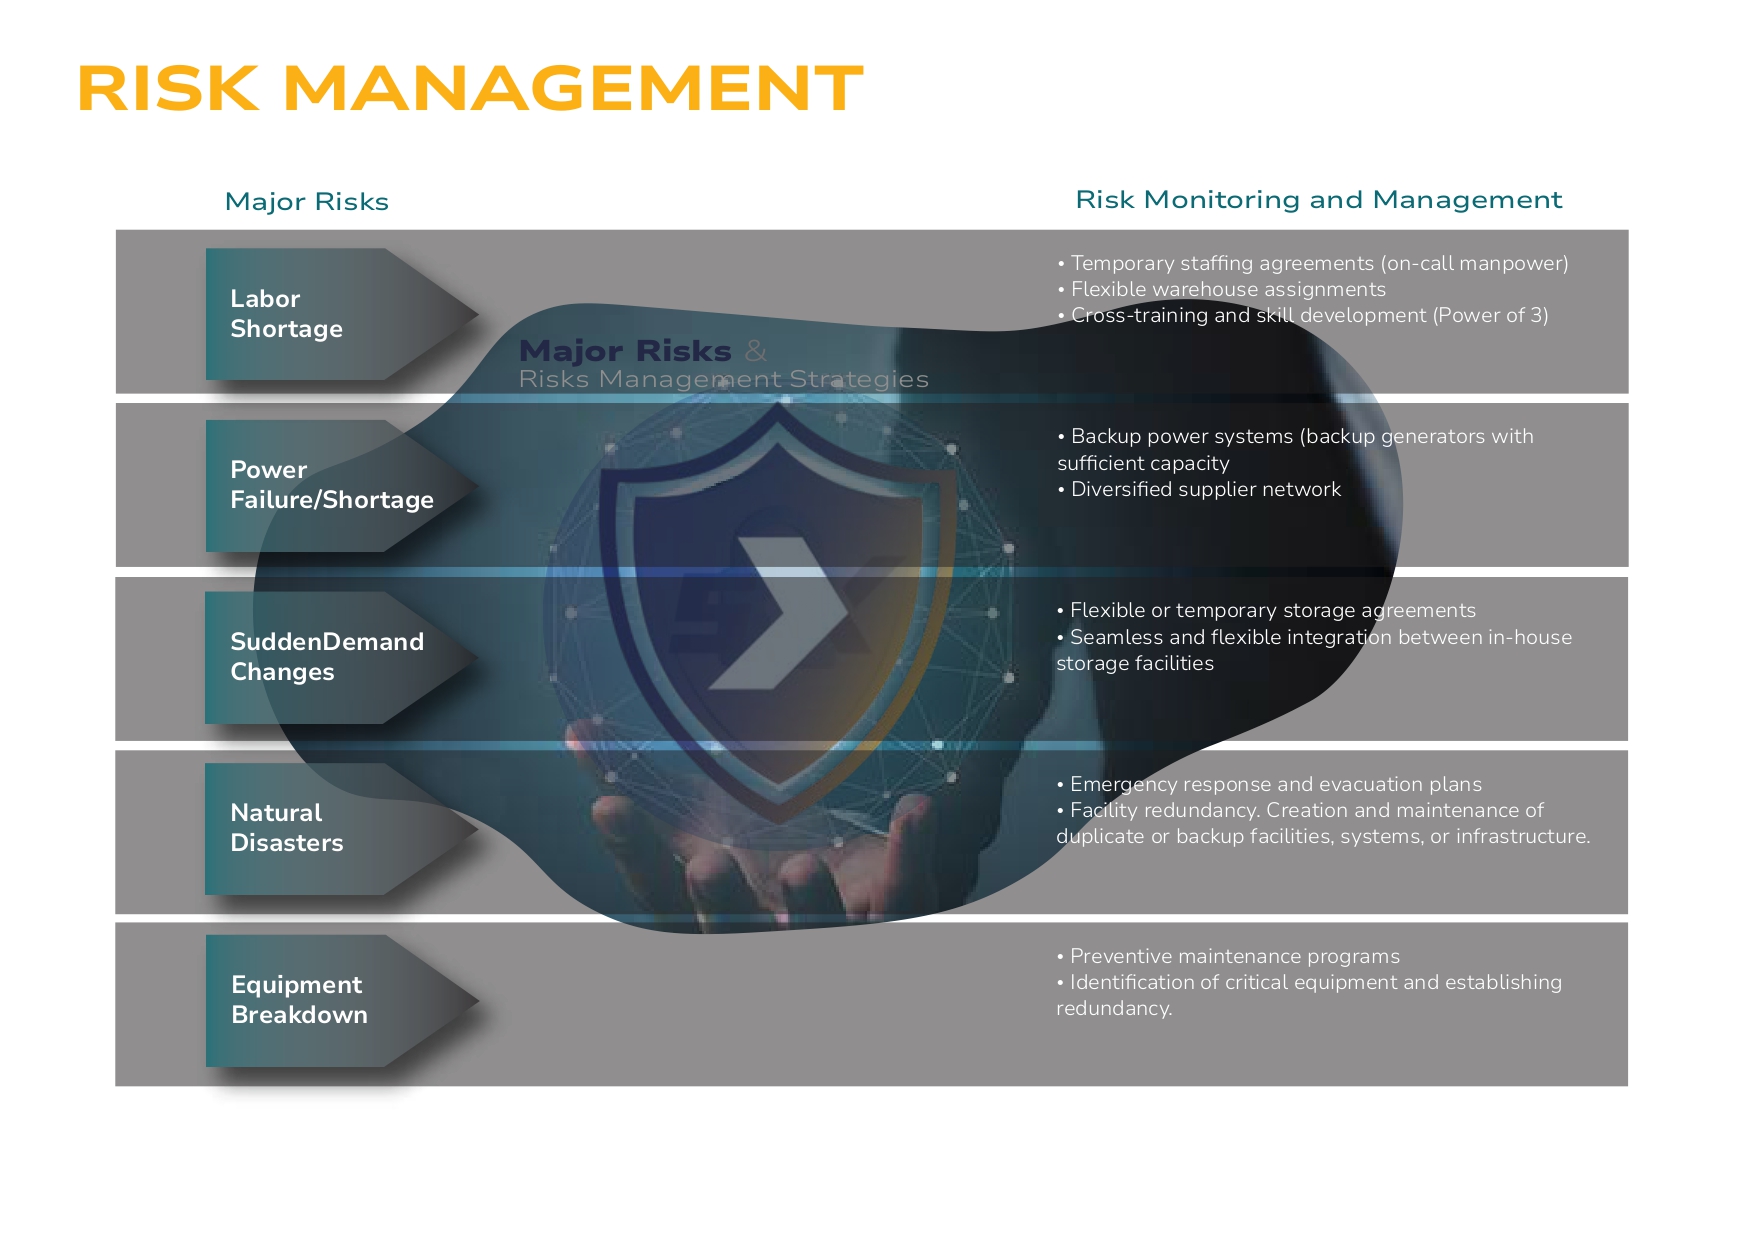 RISK MANAGEMENT
Major Risks
Risk Monitoring and Management
Labor
Shortage
• Temporary staffing agreements (on-call manpower)
• Flexible warehouse assignments
• Cross-training and skill development (Power of 3)
Major Risks &
Risks Management Strategies
Power
Failure/Shortage
• Backup power systems (backup generators with
sufficient capacity
• Diversified supplier network
SuddenDemand
Changes
• Flexible or temporary storage agreements
• Seamless and flexible integration between in-house
storage facilities
Natural
Disasters
• Emergency response and evacuation plans
• Facility redundancy. Creation and maintenance of
duplicate or backup facilities, systems, or infrastructure.
Equipment
Breakdown
• Preventive maintenance programs
• Identification of critical equipment and establishing
redundancy.